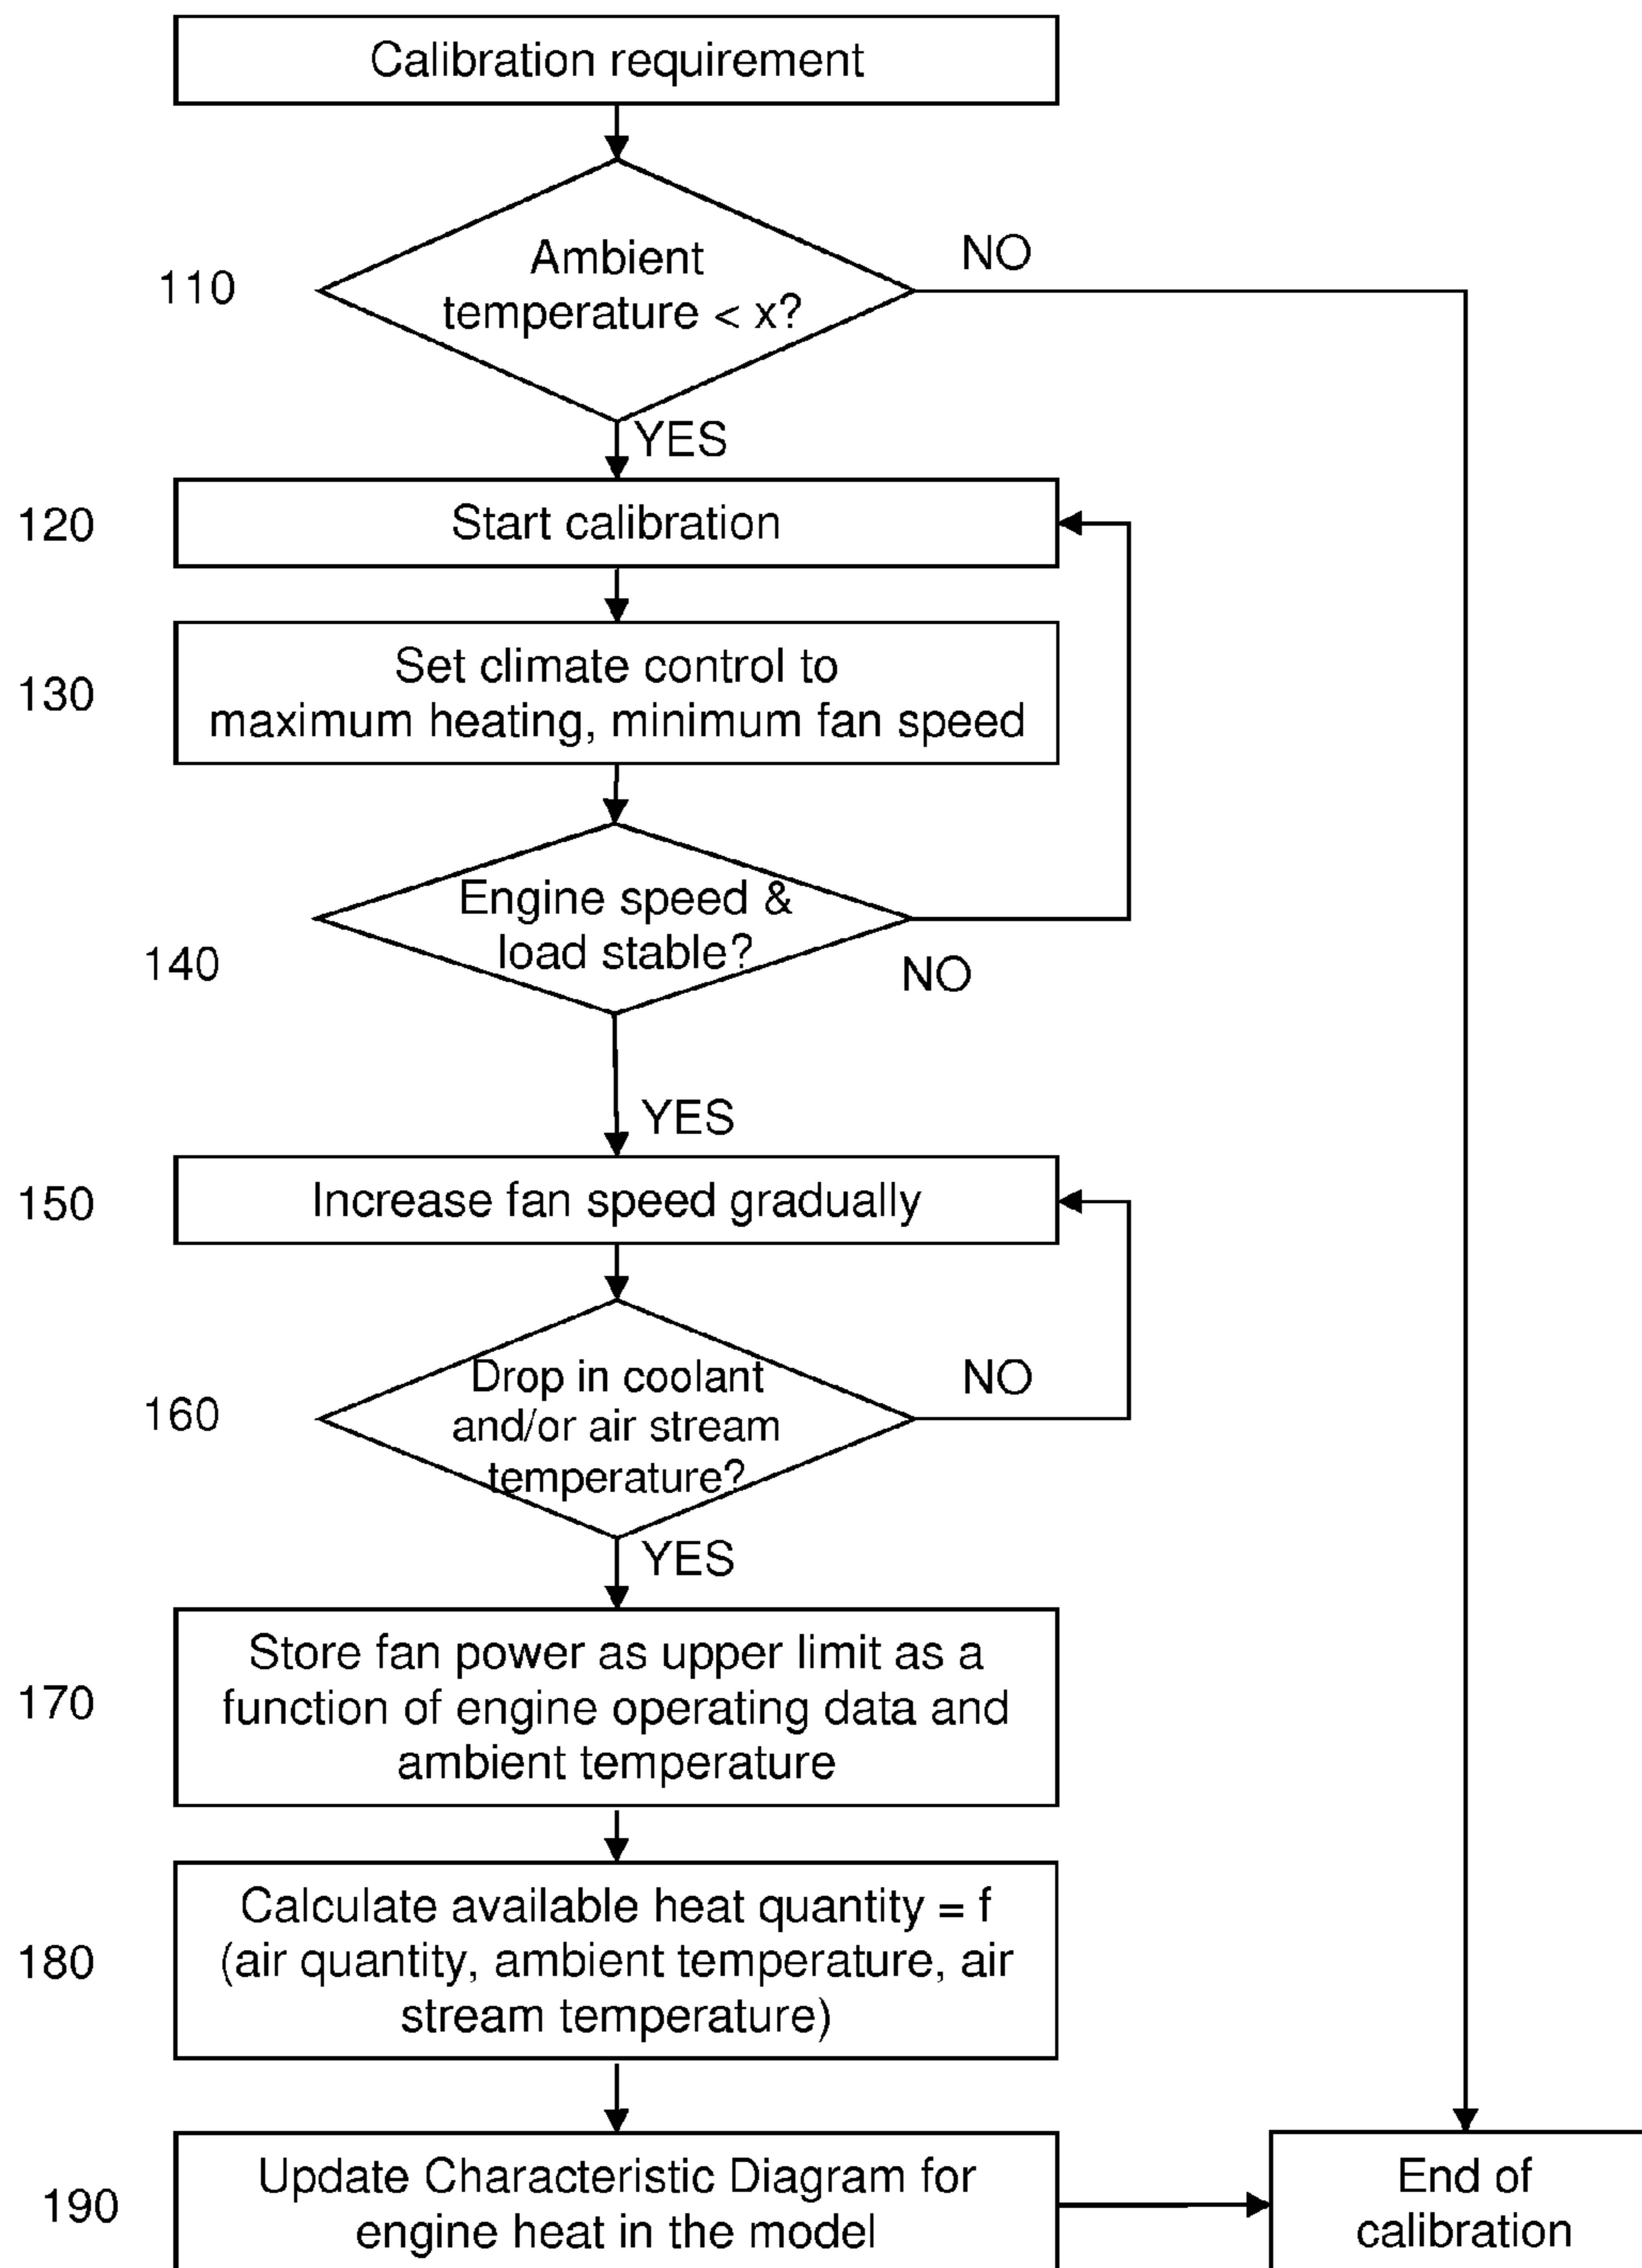 Calibration requirement
110
Ambient
temperature < x?
NO
YES
120
Start calibration
130
Set climate control to
maximum heating, minimum fan speed
140
Engine speed &
load stable?
NO
YES
150
Increase fan speed gradually
160
Drop in coolant
and/or air stream
temperature?
NO
YES
170
Store fan power as upper limit as a
function of engine operating data and
ambient temperature
180
Calculate available heat quantity = f
(air quantity, ambient temperature, air
stream temperature)
190
Update Characteristic Diagram for
engine heat in the model
End of
calibration